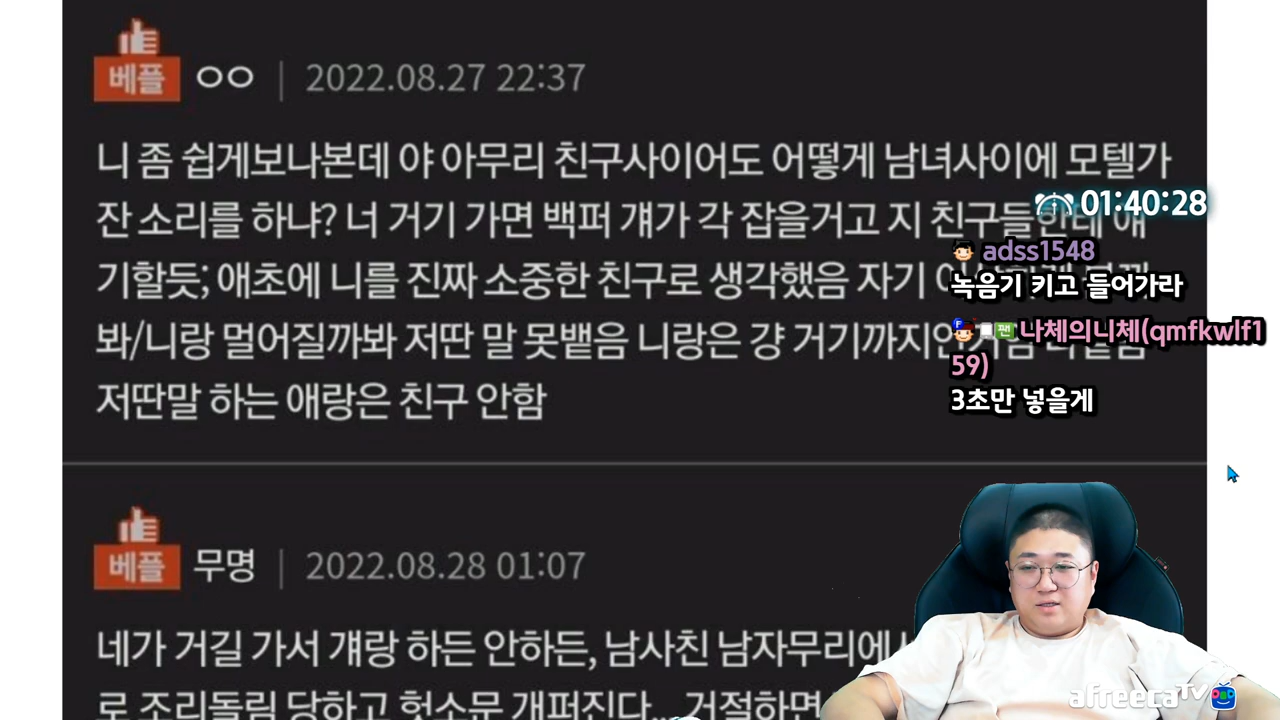 베플 ㅇㅇ | 2022.08.27 22:37
니 좀 쉽게보나본데 야 아무리 친구사이어도 어떻게 남녀사이에 모텔가
잔 소리를 하냐? 너 거기 가면 백퍼 걔가 각 잡을거고 지 친구들한테 얘
기할듯; 애초에 니를 진짜 소중한 친구로 생각했음 자기
봐/니랑 멀어질까봐 저딴 말 못뱉음 니랑은 걍
저딴말 하는 애랑은 친구 안함
베플 무명 | 2022.08.28 01:07
네가 거길 가서 걔랑 하든 안하든, 남사친 남자무리에
로 조리돌림 당하고 헛소문 개퍼진다... 거절하면
01:40:28
adss1548
녹음기 키고 들어가라
F 팬 나체의니체(qmfkwlf1
59)
3초만 넣을게
afreecaTV